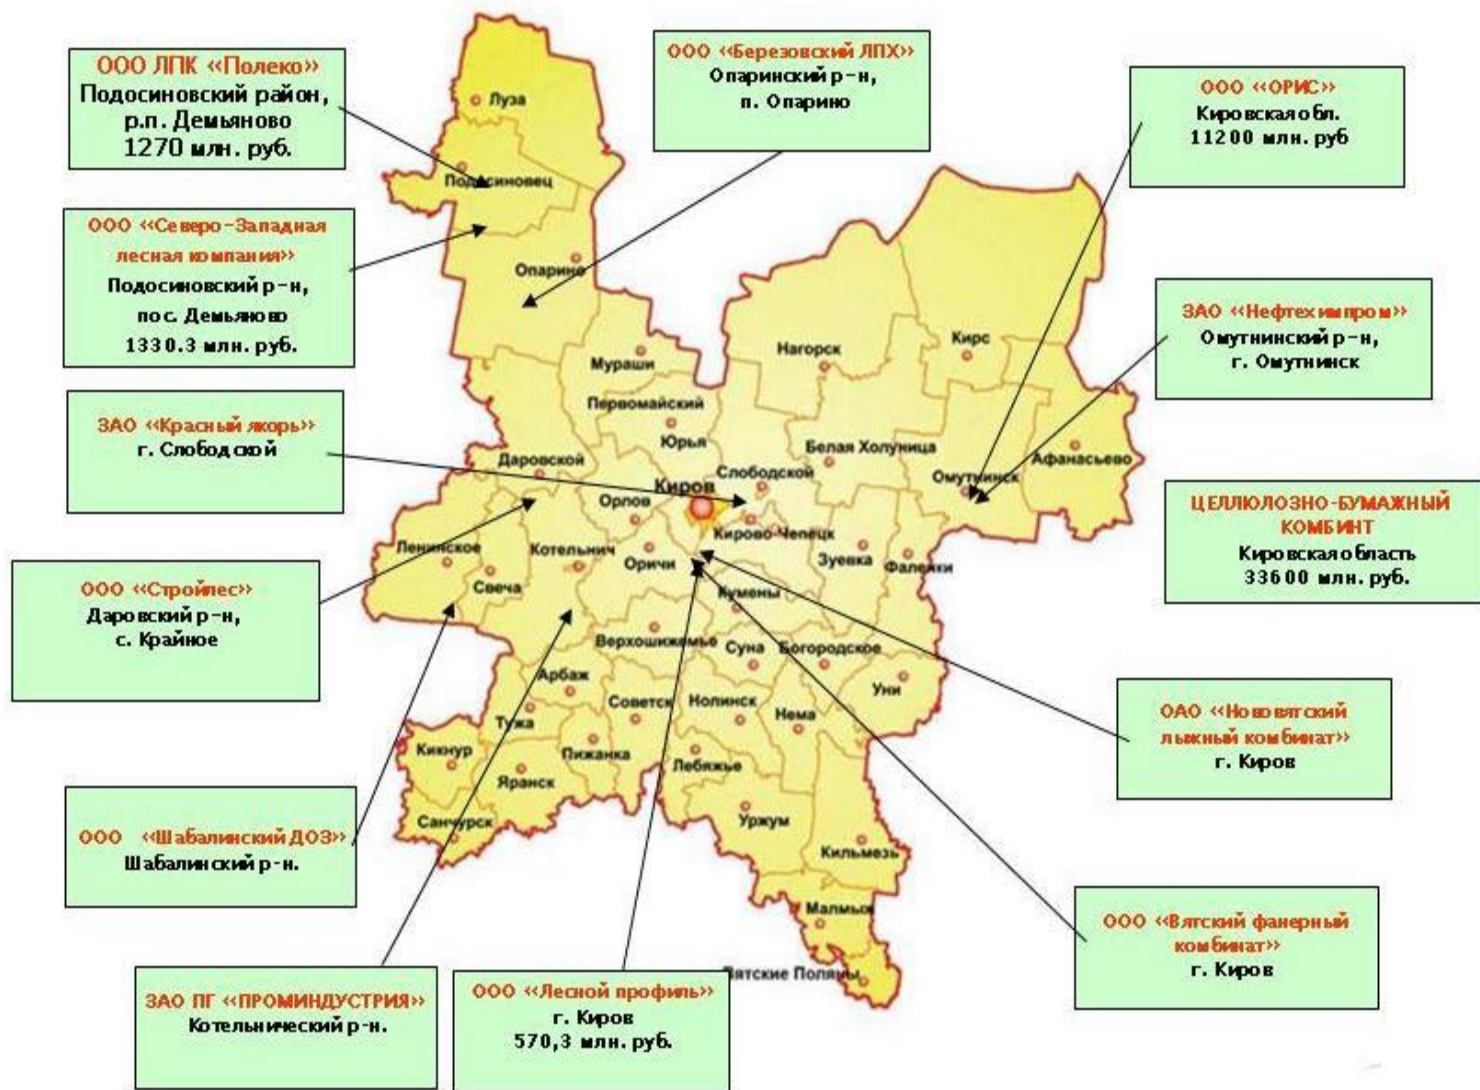 ООО ЛПК «Полеко»
Подосиновский район,
р.п. Демьяново
1270 млн. руб.
ООО «Березовский ЛПХ»
Опаринский р-н,
п. Опарино
ООО «ОРИС»
Кировская обл.
11200 млн. руб
ООО «Северо-Западная
лесная компания»
Подосиновский р-н,
пос. Демьяново
1330.3 млн. руб.
ЗАО «Нефтехимпром»
Омутнинский р-н,
г. Омутнинск
ЗАО «Красный якорь»
г. Слободской
ЦЕЛЛЮЛОЗНО-БУМАЖНЫЙ
КОМБИНТ
Кировская область
33600 млн. руб.
ООО «Стройлес»
Даровский р-н,
с. Крайное
ОАО «Нововятский
лыжный комбинат»
г. Киров
ООО «Шабалинский ДОЗ»
Шабалинский р-н.
ООО «Вятский фанерный
комбинат»
г. Киров
ЗАО ПГ «ПРОМИНДУСТРИЯ»
Котельнический р-н.
ООО «Лесной профиль»
г. Киров
570,3 млн. руб.
Луза
Подосиновец
Опарино
Мураши
Нагорск
Кирс
Первомайский
Юрья
Белая Холуница
Афанасьево
Даровской
Слободской
Омутнинск
Киров
Орлов
Кирово-Чепецк
Ленинское
Котельнич
Оричи
Зуевка
Фаленки
Свеча
Кумены
Верхошижемье
Суна
Богородское
Арбаж
Советск
Нолинск
Уни
Тужа
Нема
Кикнур
Пижанка
Лебяжье
Яранск
Санчурск
Уржум
Кильмезь
Малмыж
Вятские Поляны